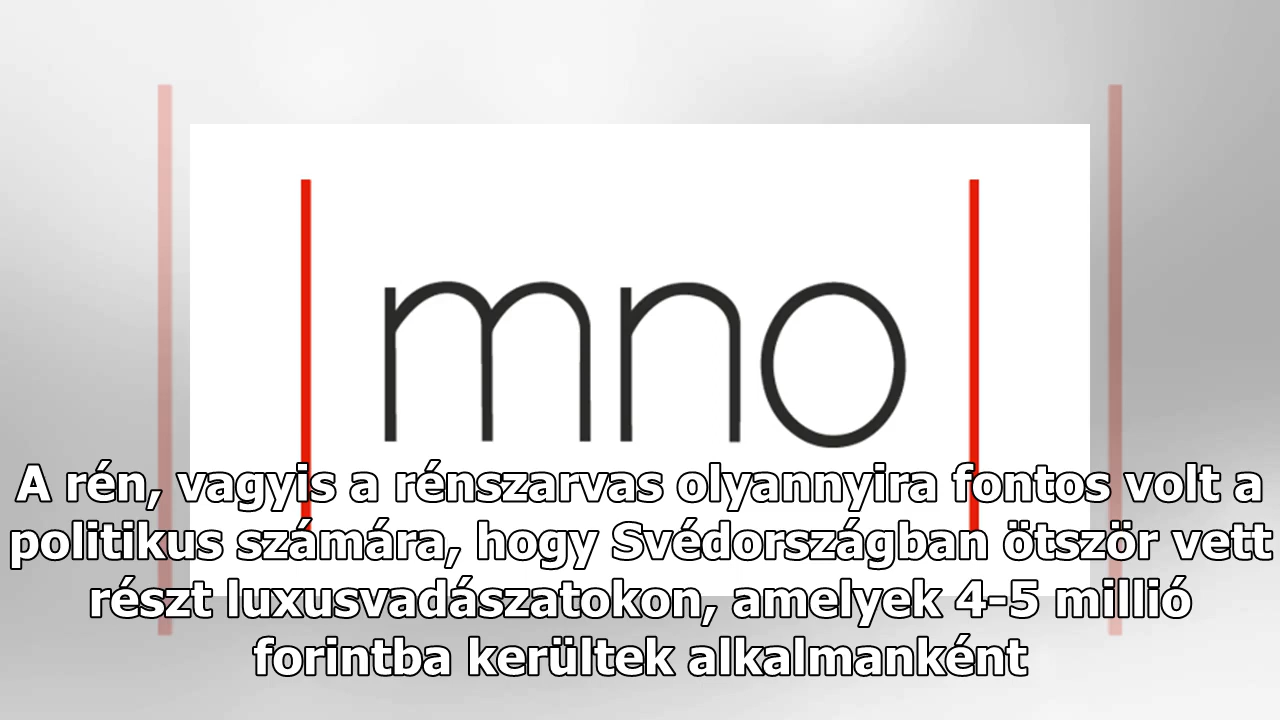 mno
A rén, vagyis a rénszarvas olyannyira fontos volt a
politikus számára, hogy Svédországban ötször vett
részt luxusvadászatokon, amelyek 4-5 millió
forintba kerültek alkalmanként